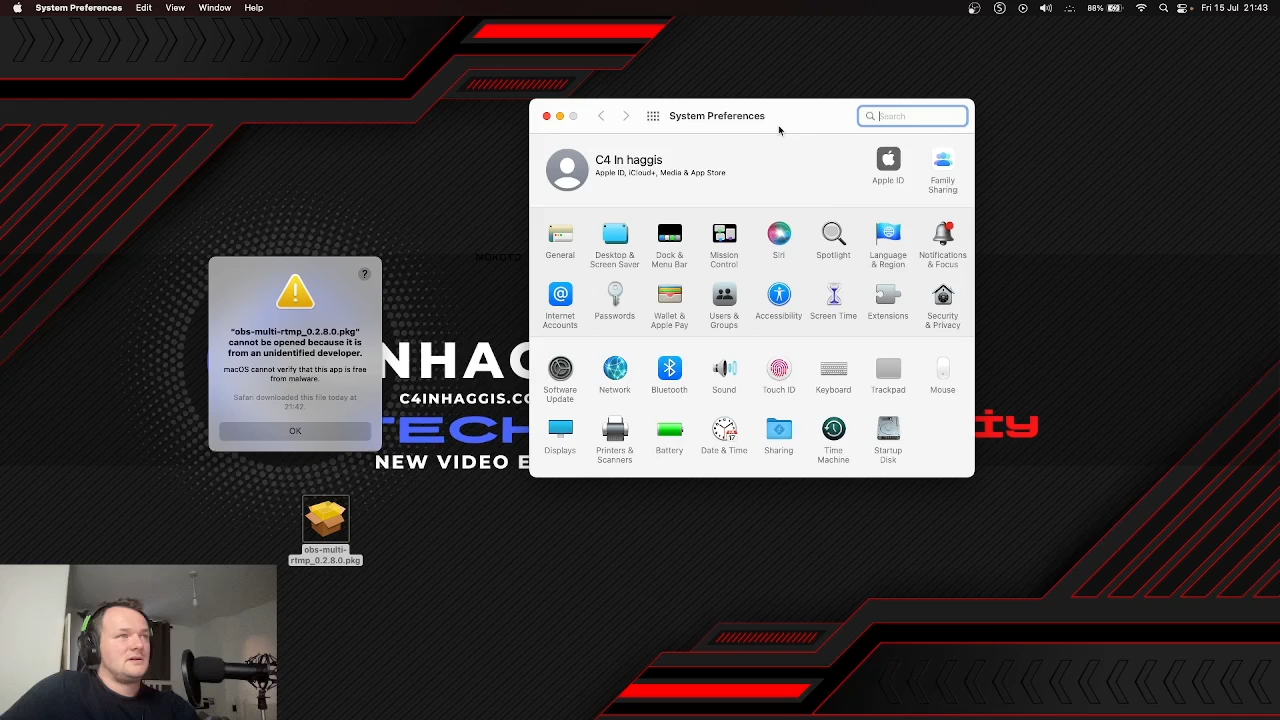 System Preferences Edit View Window Help
88% Fri 15 Jul 21:43
System Preferences
Search
C4 In haggis
Apple ID, iCloud+, Media & App Store
Apple ID
Family
Sharing
General
Desktop &
Screen Saver
Dock &
Menu Bar
Mission
Control
Siri
Spotlight
Language
& Region
Notifications
& Focus
Internet
Accounts
Passwords
Wallet &
Apple Pay
Users &
Groups
Accessibility
Screen Time
Extensions
Security
& Privacy
Software
Update
Network
Bluetooth
Sound
Touch ID
Keyboard
Trackpad
Mouse
Displays
Printers &
Scanners
Battery
Date & Time
Sharing
Time
Machine
Startup
Disk
?
“obs-multi-rtmp_0.2.8.0.pkg”
cannot be opened because it is
from an unidentified developer.
macOS cannot verify that this app is free
from malware.
Safari downloaded this file today at
21:42.
OK
NHAG
C4INHAGGIS.CO
TECH
NEW VIDEO E
obs-multi-
rtmp_0.2.8.0.pkg